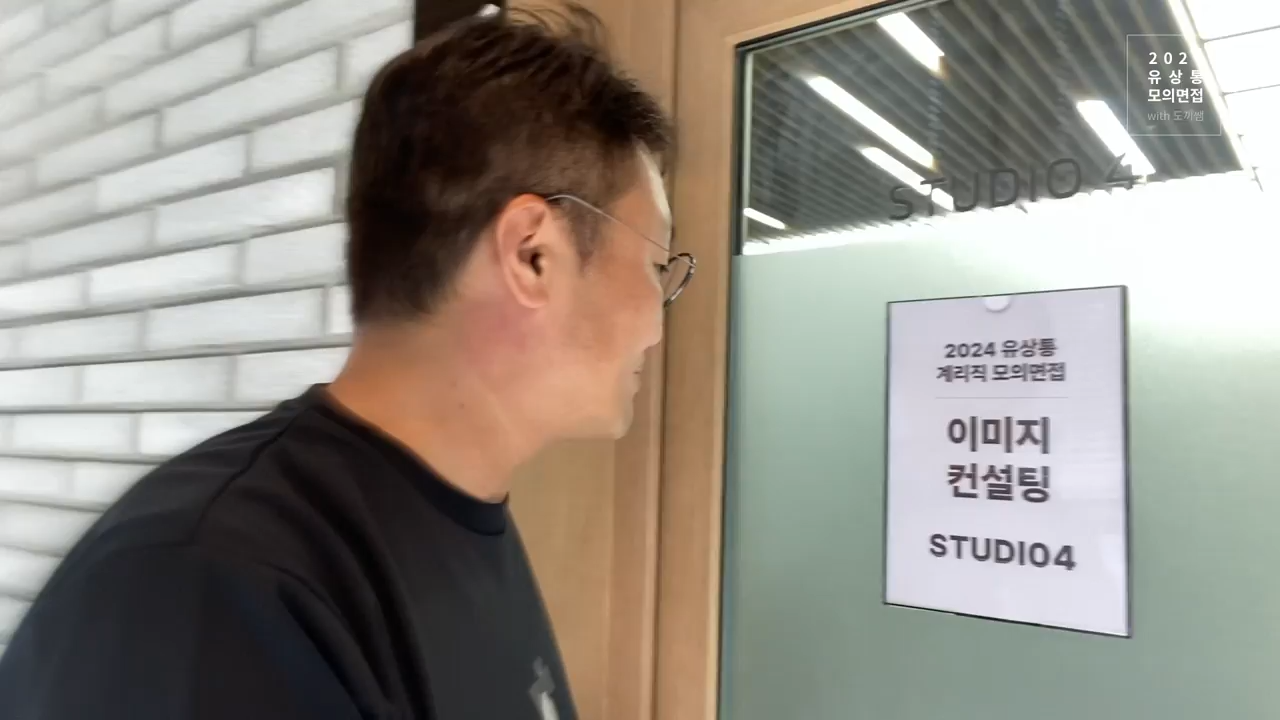 202
유상통
모의면접
with 도끼쌤
STUDIO 4
2024 유상통
계리직 모의면접
이미지
컨설팅
STUDIO4